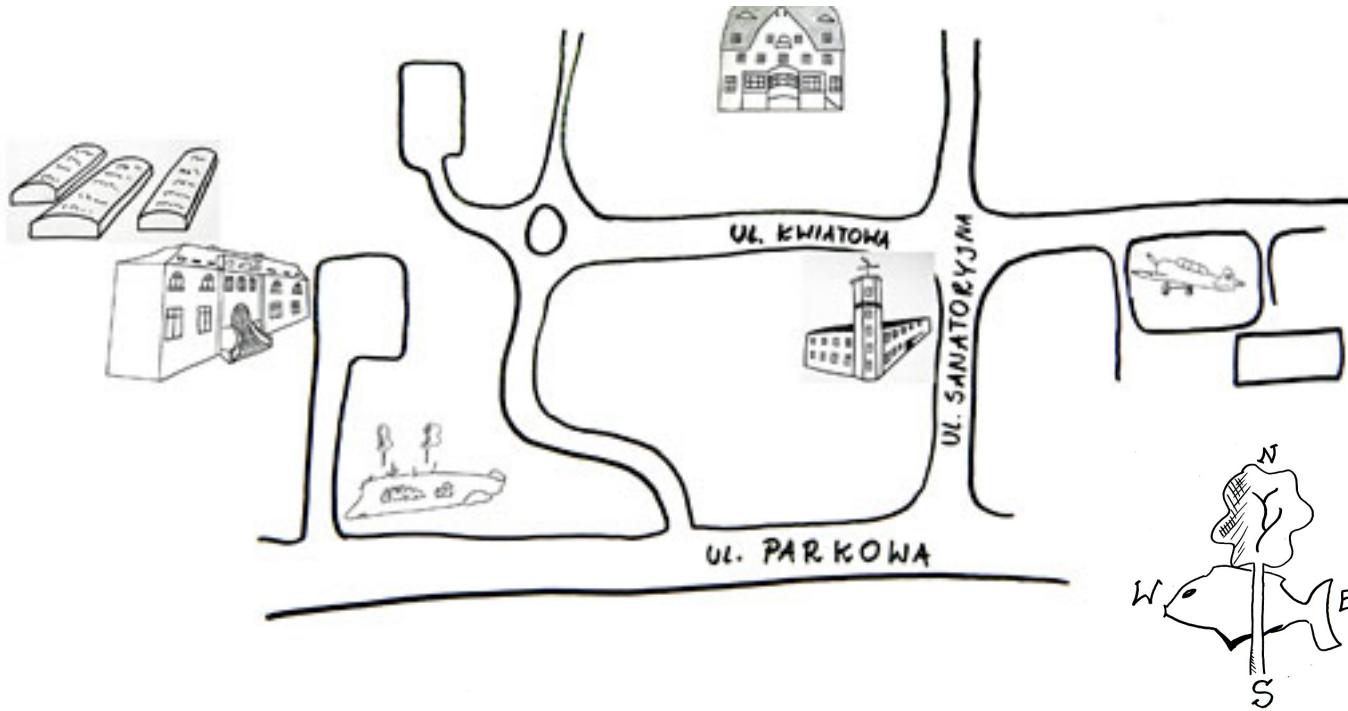 UL. KWIATOWA
UL. SANATORYJNA
UL. PARKOWA
N
W E
S